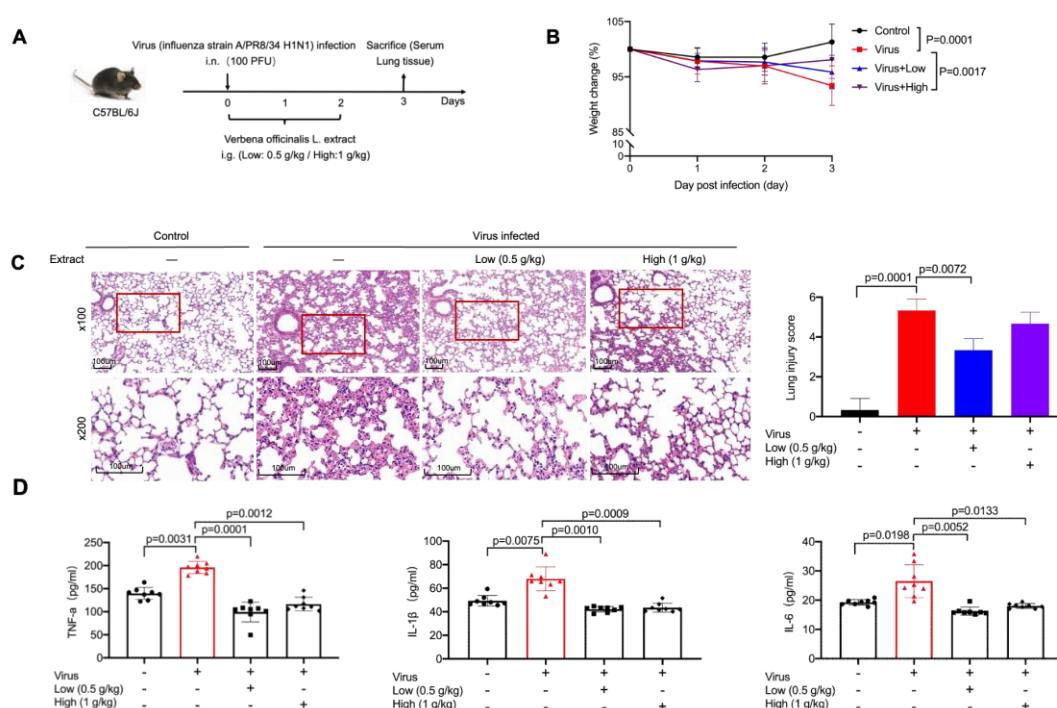 A
Virus (influenza strain A/PR8/34 H1N1) infection
i.n. (100 PFU)
Sacrifice (Serum
Lung tissue)
C57BL/6J
0 1 2 3 Days
Verbena officinalis L. extract
i.g. (Low: 0.5 g/kg / High:1 g/kg)
B
Weight change (%)
105
95
85
10
0
0 1 2 3
Day post infection (day)
Control
Virus
Virus+Low
Virus+High
P=0.0001
P=0.0017
C
Control Virus infected
Extract — — Low (0.5 g/kg) High (1 g/kg)
x100
100um 100um 100um 100um
x200
100um 100um 100um 100um
Lung injury score
6
4
2
0
p=0.0001 p=0.0072
Virus - + + +
Low (0.5 g/kg) - - + -
High (1 g/kg) - - - +
D
TNF-a (pg/ml)
250
200
150
100
50
0
p=0.0012
p=0.0001
p=0.0031
Virus - + + +
Low (0.5 g/kg) - - + -
High (1 g/kg) - - - +
IL-1β (pg/ml)
100
80
60
40
20
0
p=0.0009
p=0.0010
p=0.0075
Virus - + + +
Low (0.5 g/kg) - - + -
High (1 g/kg) - - - +
IL-6 (pg/ml)
40
30
20
10
0
p=0.0133
p=0.0052
p=0.0198
Virus - + + +
Low (0.5 g/kg) - - + -
High (1 g/kg) - - - +